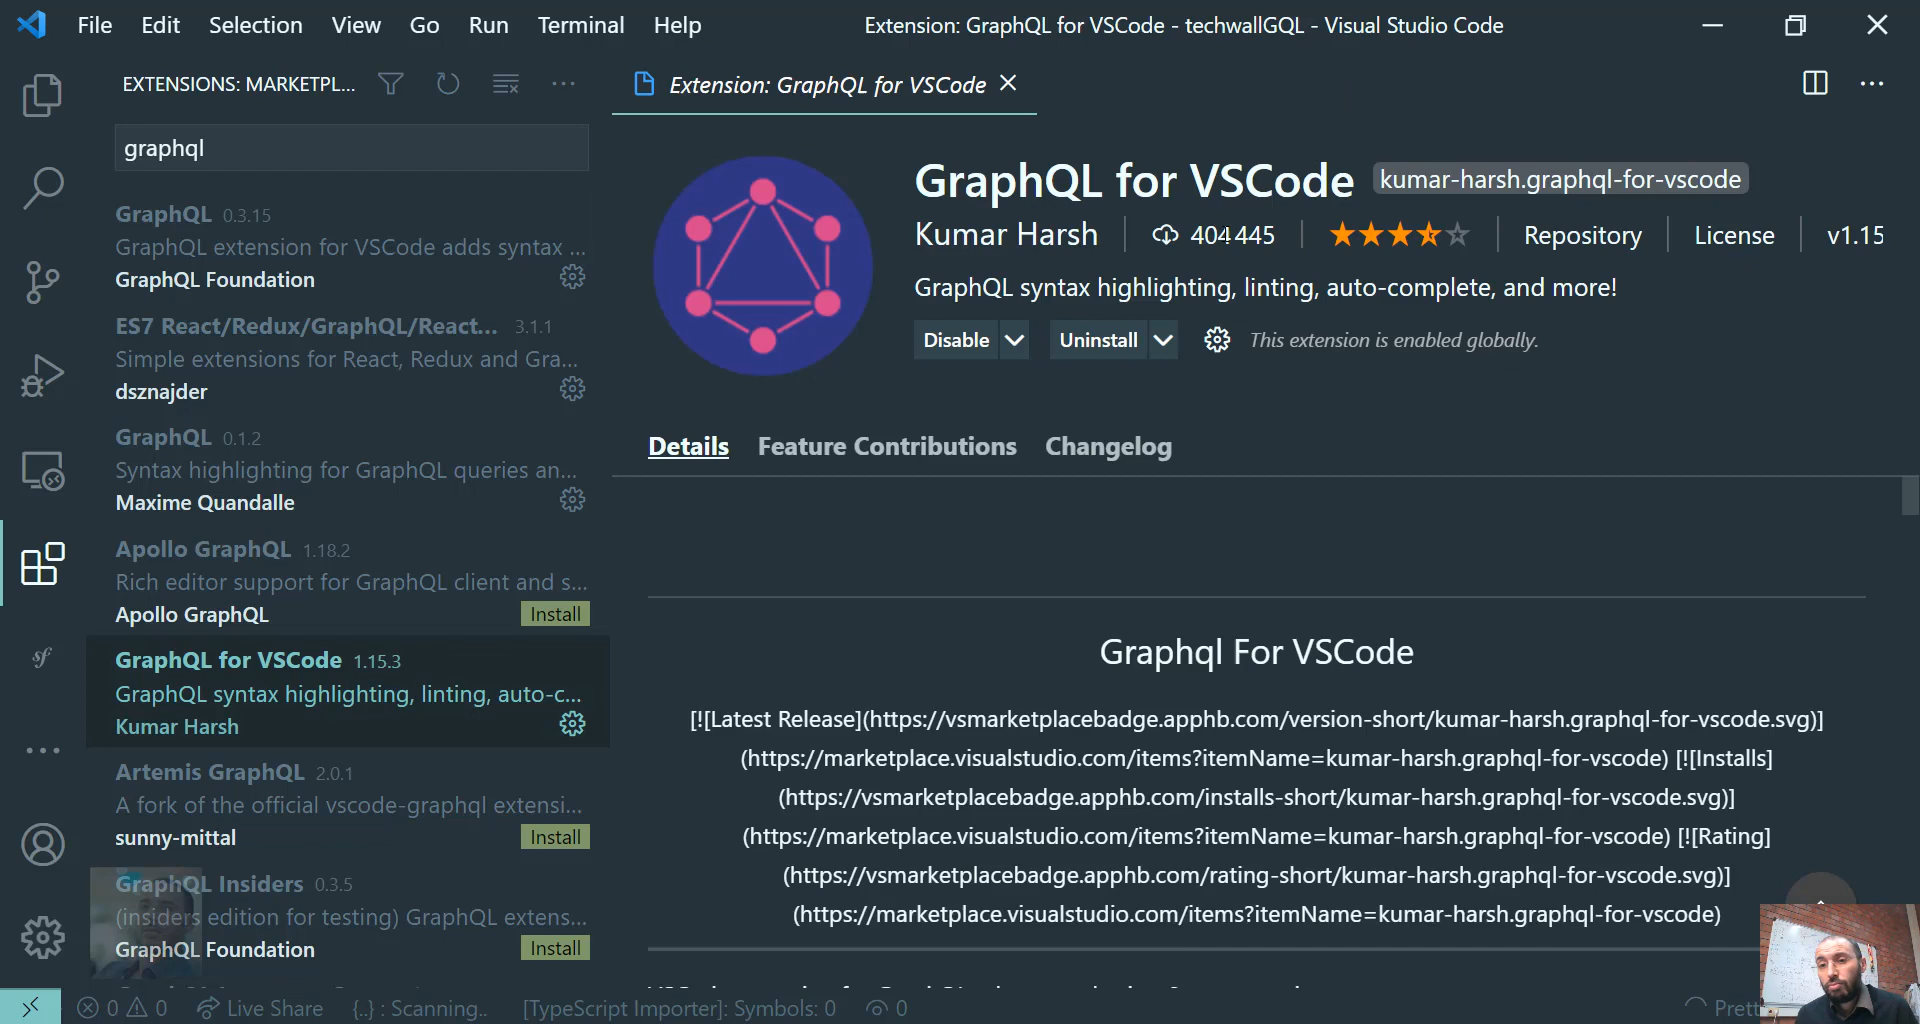 File Edit Selection View Go Run Terminal Help
Extension: GraphQL for VSCode - techwallGQL - Visual Studio Code
EXTENSIONS: MARKETPL...
graphql
GraphQL 0.3.15
GraphQL extension for VSCode adds syntax ...
GraphQL Foundation
ES7 React/Redux/GraphQL/React... 3.1.1
Simple extensions for React, Redux and Gra...
dsznajder
GraphQL 0.1.2
Syntax highlighting for GraphQL queries an...
Maxime Quandalle
Apollo GraphQL 1.18.2
Rich editor support for GraphQL client and s...
Apollo GraphQL Install
GraphQL for VSCode 1.15.3
GraphQL syntax highlighting, linting, auto-c...
Kumar Harsh
Artemis GraphQL 2.0.1
A fork of the official vscode-graphql extensi...
sunny-mittal Install
GraphQL Insiders 0.3.5
(insiders edition for testing) GraphQL extens...
GraphQL Foundation Install
Extension: GraphQL for VSCode
GraphQL for VSCode kumar-harsh.graphql-for-vscode
Kumar Harsh 404 445 Repository License v1.15
GraphQL syntax highlighting, linting, auto-complete, and more!
Disable Uninstall This extension is enabled globally.
Details Feature Contributions Changelog
Graphql For VSCode
[![Latest Release](https://vsmarketplacebadge.apphb.com/version-short/kumar-harsh.graphql-for-vscode.svg)]
(https://marketplace.visualstudio.com/items?itemName=kumar-harsh.graphql-for-vscode) [![Installs]
(https://vsmarketplacebadge.apphb.com/installs-short/kumar-harsh.graphql-for-vscode.svg)]
(https://marketplace.visualstudio.com/items?itemName=kumar-harsh.graphql-for-vscode) [![Rating]
(https://vsmarketplacebadge.apphb.com/rating-short/kumar-harsh.graphql-for-vscode.svg)]
(https://marketplace.visualstudio.com/items?itemName=kumar-harsh.graphql-for-vscode)
0 0 Live Share {..} : Scanning.. [TypeScript Importer]: Symbols: 0 0 Prett